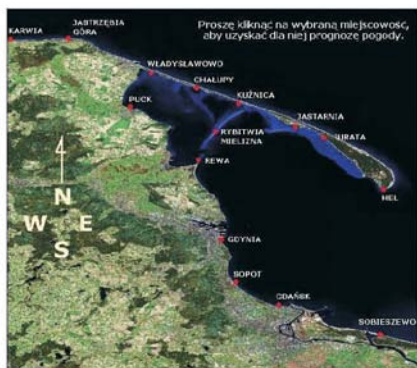 Proszę kliknąć na wybraną miejscowość,
aby uzyskać dla niej prognozę pogody.
KARWIA
JASTRZĘBIA
GÓRA
WŁADYSŁAWOWO
CHAŁUPY
PUCK
KUŹNICA
JASTARNIA
RYBITWIA
MIELIZNA
JURATA
REWA
HEL
N
W E
S
GDYNIA
SOPOT
GDAŃSK
SOBIESZEWO